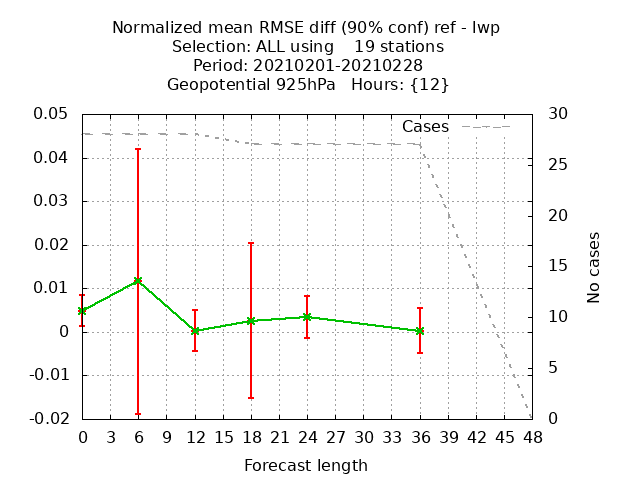 Normalized mean RMSE diff (90% conf) ref - lwp
Selection: ALL using    19 stations
Period: 20210201-20210228
Geopotential 925hPa   Hours: {12}
0.05
0.04
0.03
0.02
0.01
0
-0.01
-0.02
Cases
30
25
20
15
10
5
0
No cases
0 3 6 9 12 15 18 21 24 27 30 33 36 39 42 45 48
Forecast length